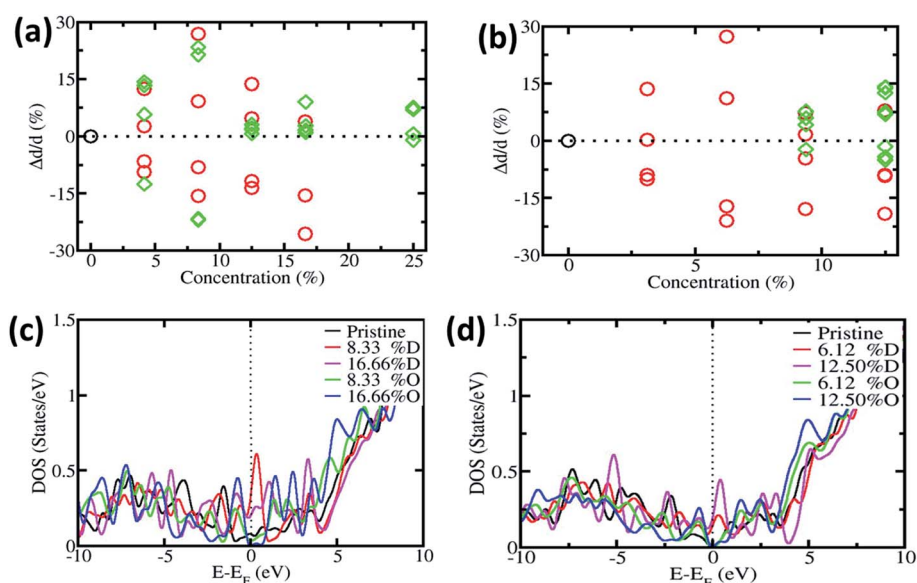 (a)
30
15
0
-15
-30
Δd/d (%)
0 5 10 15 20 25
Concentration (%)
(b)
30
15
0
-15
-30
Δd/d (%)
0 5 10
Concentration (%)
(c)
1.5
1
0.5
0
DOS (States/eV)
Pristine
8.33 %D
16.66%D
8.33 %O
16.66%O
-10 -5 0 5 10
E-EF (eV)
(d)
1.5
1
0.5
0
DOS (States/eV)
Pristine
6.12 %D
12.50%D
6.12 %O
12.50%O
-10 -5 0 5 10
E-EF (eV)